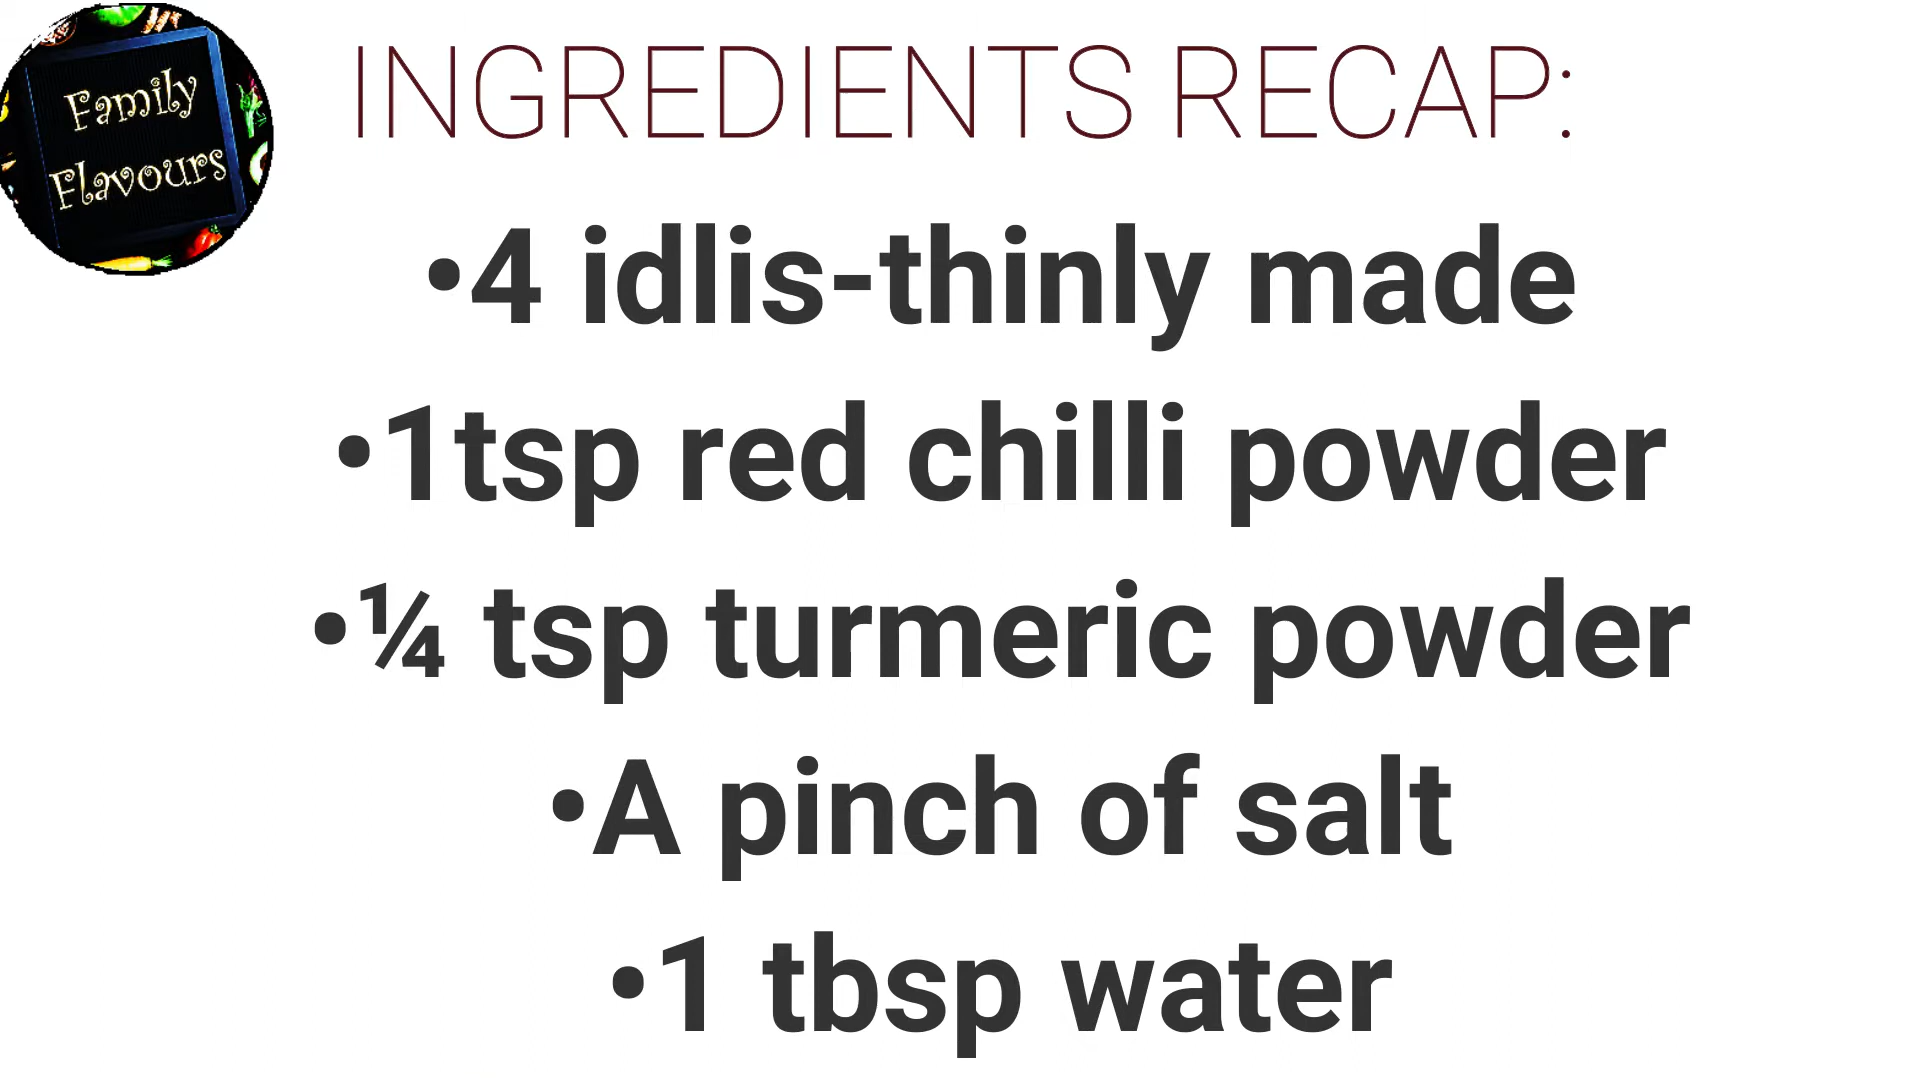 Family
Flavours
INGREDIENTS RECAP:
•4 idlis-thinly made
•1tsp red chilli powder
•¼ tsp turmeric powder
•A pinch of salt
•1 tbsp water